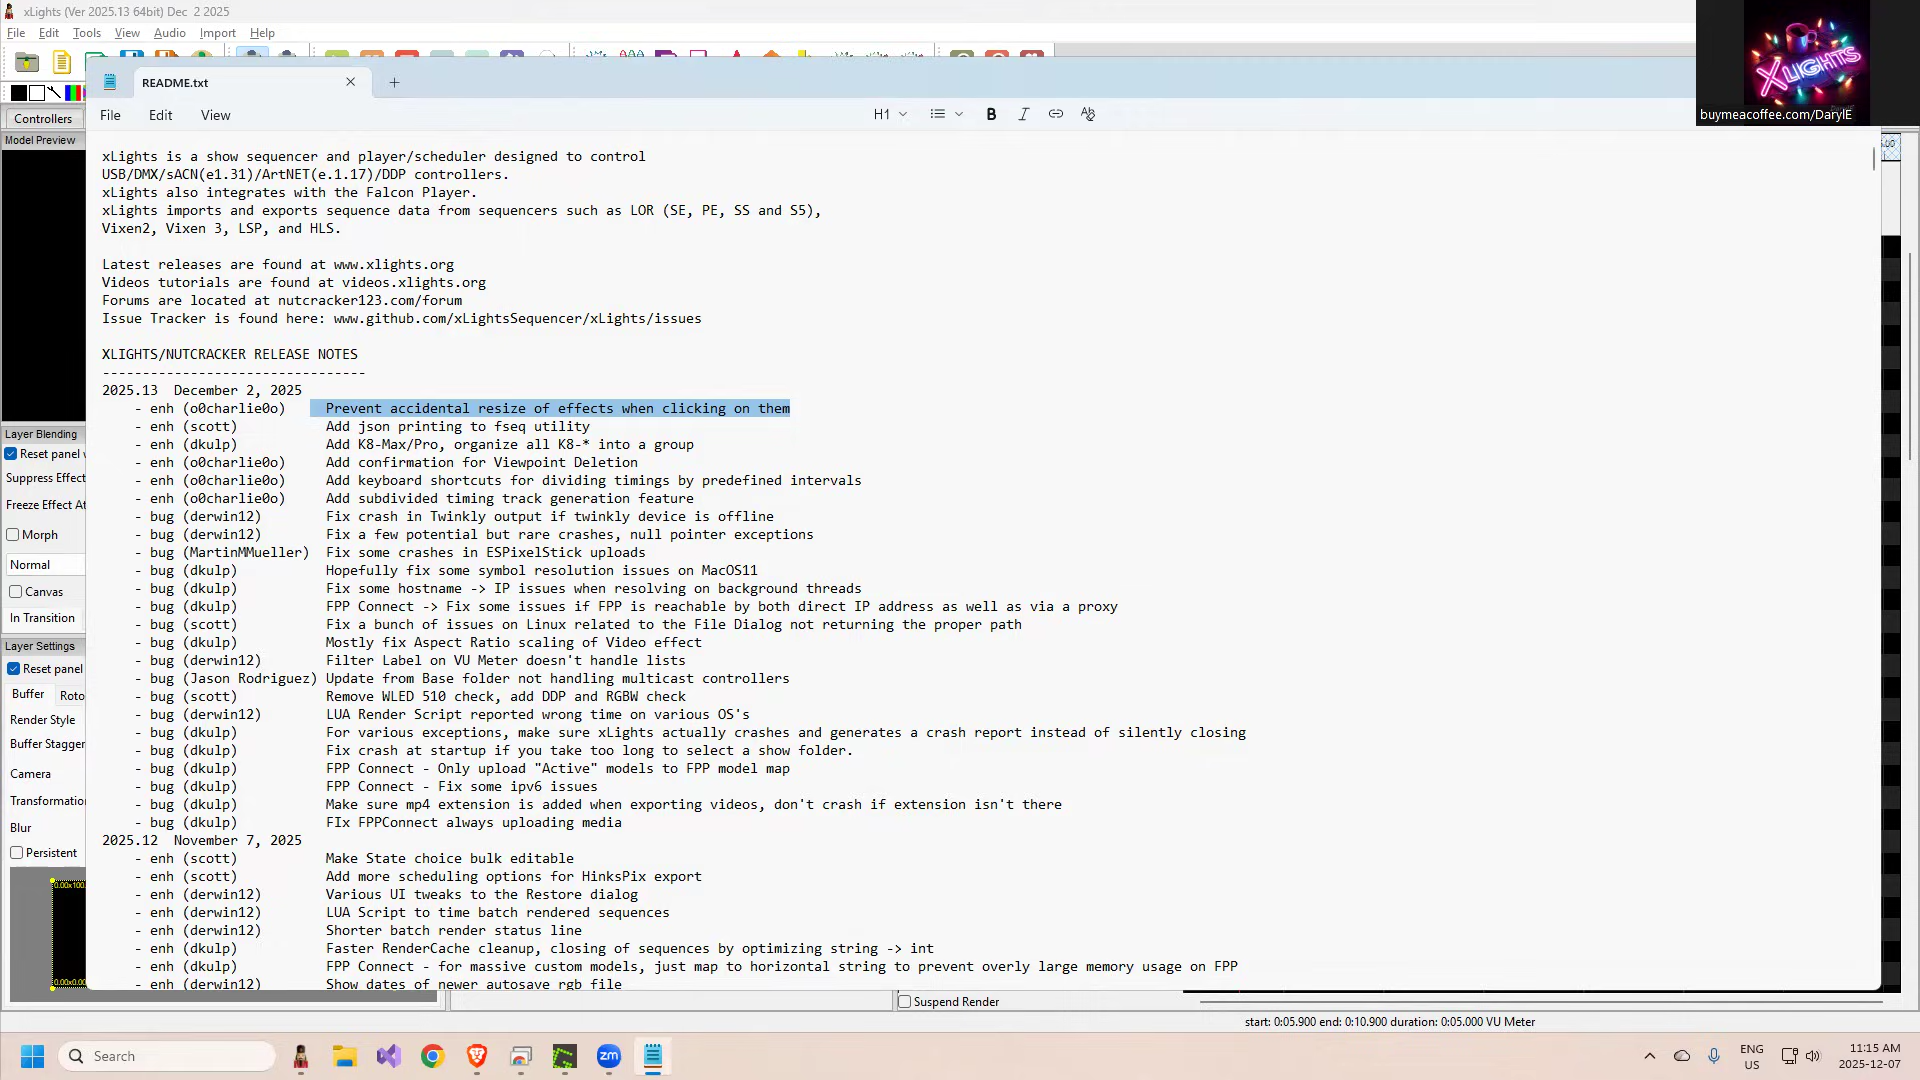 xLights (Ver 2025.13 64bit) Dec  2 2025
File Edit Tools View Audio Import Help
README.txt
File Edit View
H1
XLIGHTS
buymeacoffee.com/DarylE
Controllers
Model Preview
xLights is a show sequencer and player/scheduler designed to control
USB/DMX/sACN(e1.31)/ArtNET(e.1.17)/DDP controllers.
xLights also integrates with the Falcon Player.
xLights imports and exports sequence data from sequencers such as LOR (SE, PE, SS and S5),
Vixen2, Vixen 3, LSP, and HLS.
Latest releases are found at www.xlights.org
Videos tutorials are found at videos.xlights.org
Forums are located at nutcracker123.com/forum
Issue Tracker is found here: www.github.com/xLightsSequencer/xLights/issues
XLIGHTS/NUTCRACKER RELEASE NOTES
---------------------------------
2025.13  December 2, 2025
- enh (o0charlie0o) Prevent accidental resize of effects when clicking on them
- enh (scott) Add json printing to fseq utility
- enh (dkulp) Add K8-Max/Pro, organize all K8-* into a group
- enh (o0charlie0o) Add confirmation for Viewpoint Deletion
- enh (o0charlie0o) Add keyboard shortcuts for dividing timings by predefined intervals
- enh (o0charlie0o) Add subdivided timing track generation feature
- bug (derwin12) Fix crash in Twinkly output if twinkly device is offline
- bug (derwin12) Fix a few potential but rare crashes, null pointer exceptions
- bug (MartinMMueller) Fix some crashes in ESPixelStick uploads
- bug (dkulp) Hopefully fix some symbol resolution issues on MacOS11
- bug (dkulp) Fix some hostname -> IP issues when resolving on background threads
- bug (dkulp) FPP Connect -> Fix some issues if FPP is reachable by both direct IP address as well as via a proxy
- bug (scott) Fix a bunch of issues on Linux related to the File Dialog not returning the proper path
- bug (dkulp) Mostly fix Aspect Ratio scaling of Video effect
- bug (derwin12) Filter Label on VU Meter doesn't handle lists
- bug (Jason Rodriguez) Update from Base folder not handling multicast controllers
- bug (scott) Remove WLED 510 check, add DDP and RGBW check
- bug (derwin12) LUA Render Script reported wrong time on various OS's
- bug (dkulp) For various exceptions, make sure xLights actually crashes and generates a crash report instead of silently closing
- bug (dkulp) Fix crash at startup if you take too long to select a show folder.
- bug (dkulp) FPP Connect - Only upload "Active" models to FPP model map
- bug (dkulp) FPP Connect - Fix some ipv6 issues
- bug (dkulp) Make sure mp4 extension is added when exporting videos, don't crash if extension isn't there
- bug (dkulp) FIx FPPConnect always uploading media
2025.12  November 7, 2025
- enh (scott) Make State choice bulk editable
- enh (scott) Add more scheduling options for HinksPix export
- enh (derwin12) Various UI tweaks to the Restore dialog
- enh (derwin12) LUA Script to time batch rendered sequences
- enh (derwin12) Shorter batch render status line
- enh (dkulp) Faster RenderCache cleanup, closing of sequences by optimizing string -> int
- enh (dkulp) FPP Connect - for massive custom models, just map to horizontal string to prevent overly large memory usage on FPP
- enh (derwin12) Show dates of newer autosave rgb file
Layer Blending
Reset panel
Suppress Effect
Freeze Effect At
Morph
Normal
Canvas
In Transition
Layer Settings
Reset panel
Buffer Roto
Render Style
Buffer Stagger
Camera
Transformatio
Blur
Persistent
Suspend Render
start: 0:05.900 end: 0:10.900 duration: 0:05.000 VU Meter
Search
zm
ENG
US
11:15 AM
2025-12-07